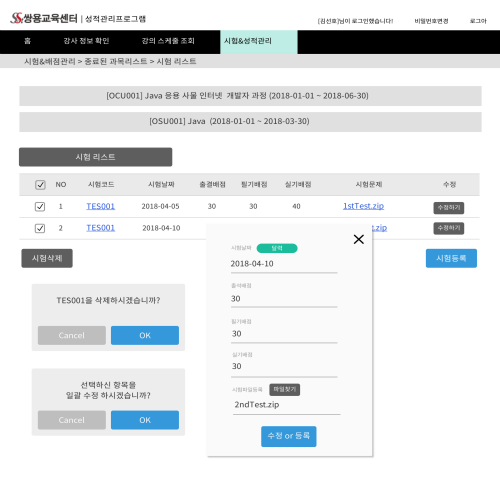 쌍용교육센터 | 성적관리프로그램
[김선호]님이 로그인했습니다! 비밀번호변경 로그아
홈 강사 정보 확인 강의 스케줄 조회 시험&성적관리
시험&배점관리 > 종료된 과목리스트 > 시험 리스트
[OCU001] Java 응용 사물 인터넷 개발자 과정 (2018-01-01 ~ 2018-06-30)
[OSU001] Java (2018-01-01 ~ 2018-03-30)
시험 리스트
NO 시험코드 시험날짜 출결배점 필기배점 실기배점 시험문제 수정
1 TES001 2018-04-05 30 30 40 1stTest.zip 수정하기
2 TES001 2018-04-10 .zip 수정하기
시험삭제 시험등록
시험날짜 달력
2018-04-10
출석배점
30
필기배점
30
실기배점
30
시험파일등록 파일찾기
2ndTest.zip
수정 or 등록
TES001을 삭제하시겠습니까?
Cancel OK
선택하신 항목을
일괄 수정 하시겠습니까?
Cancel OK